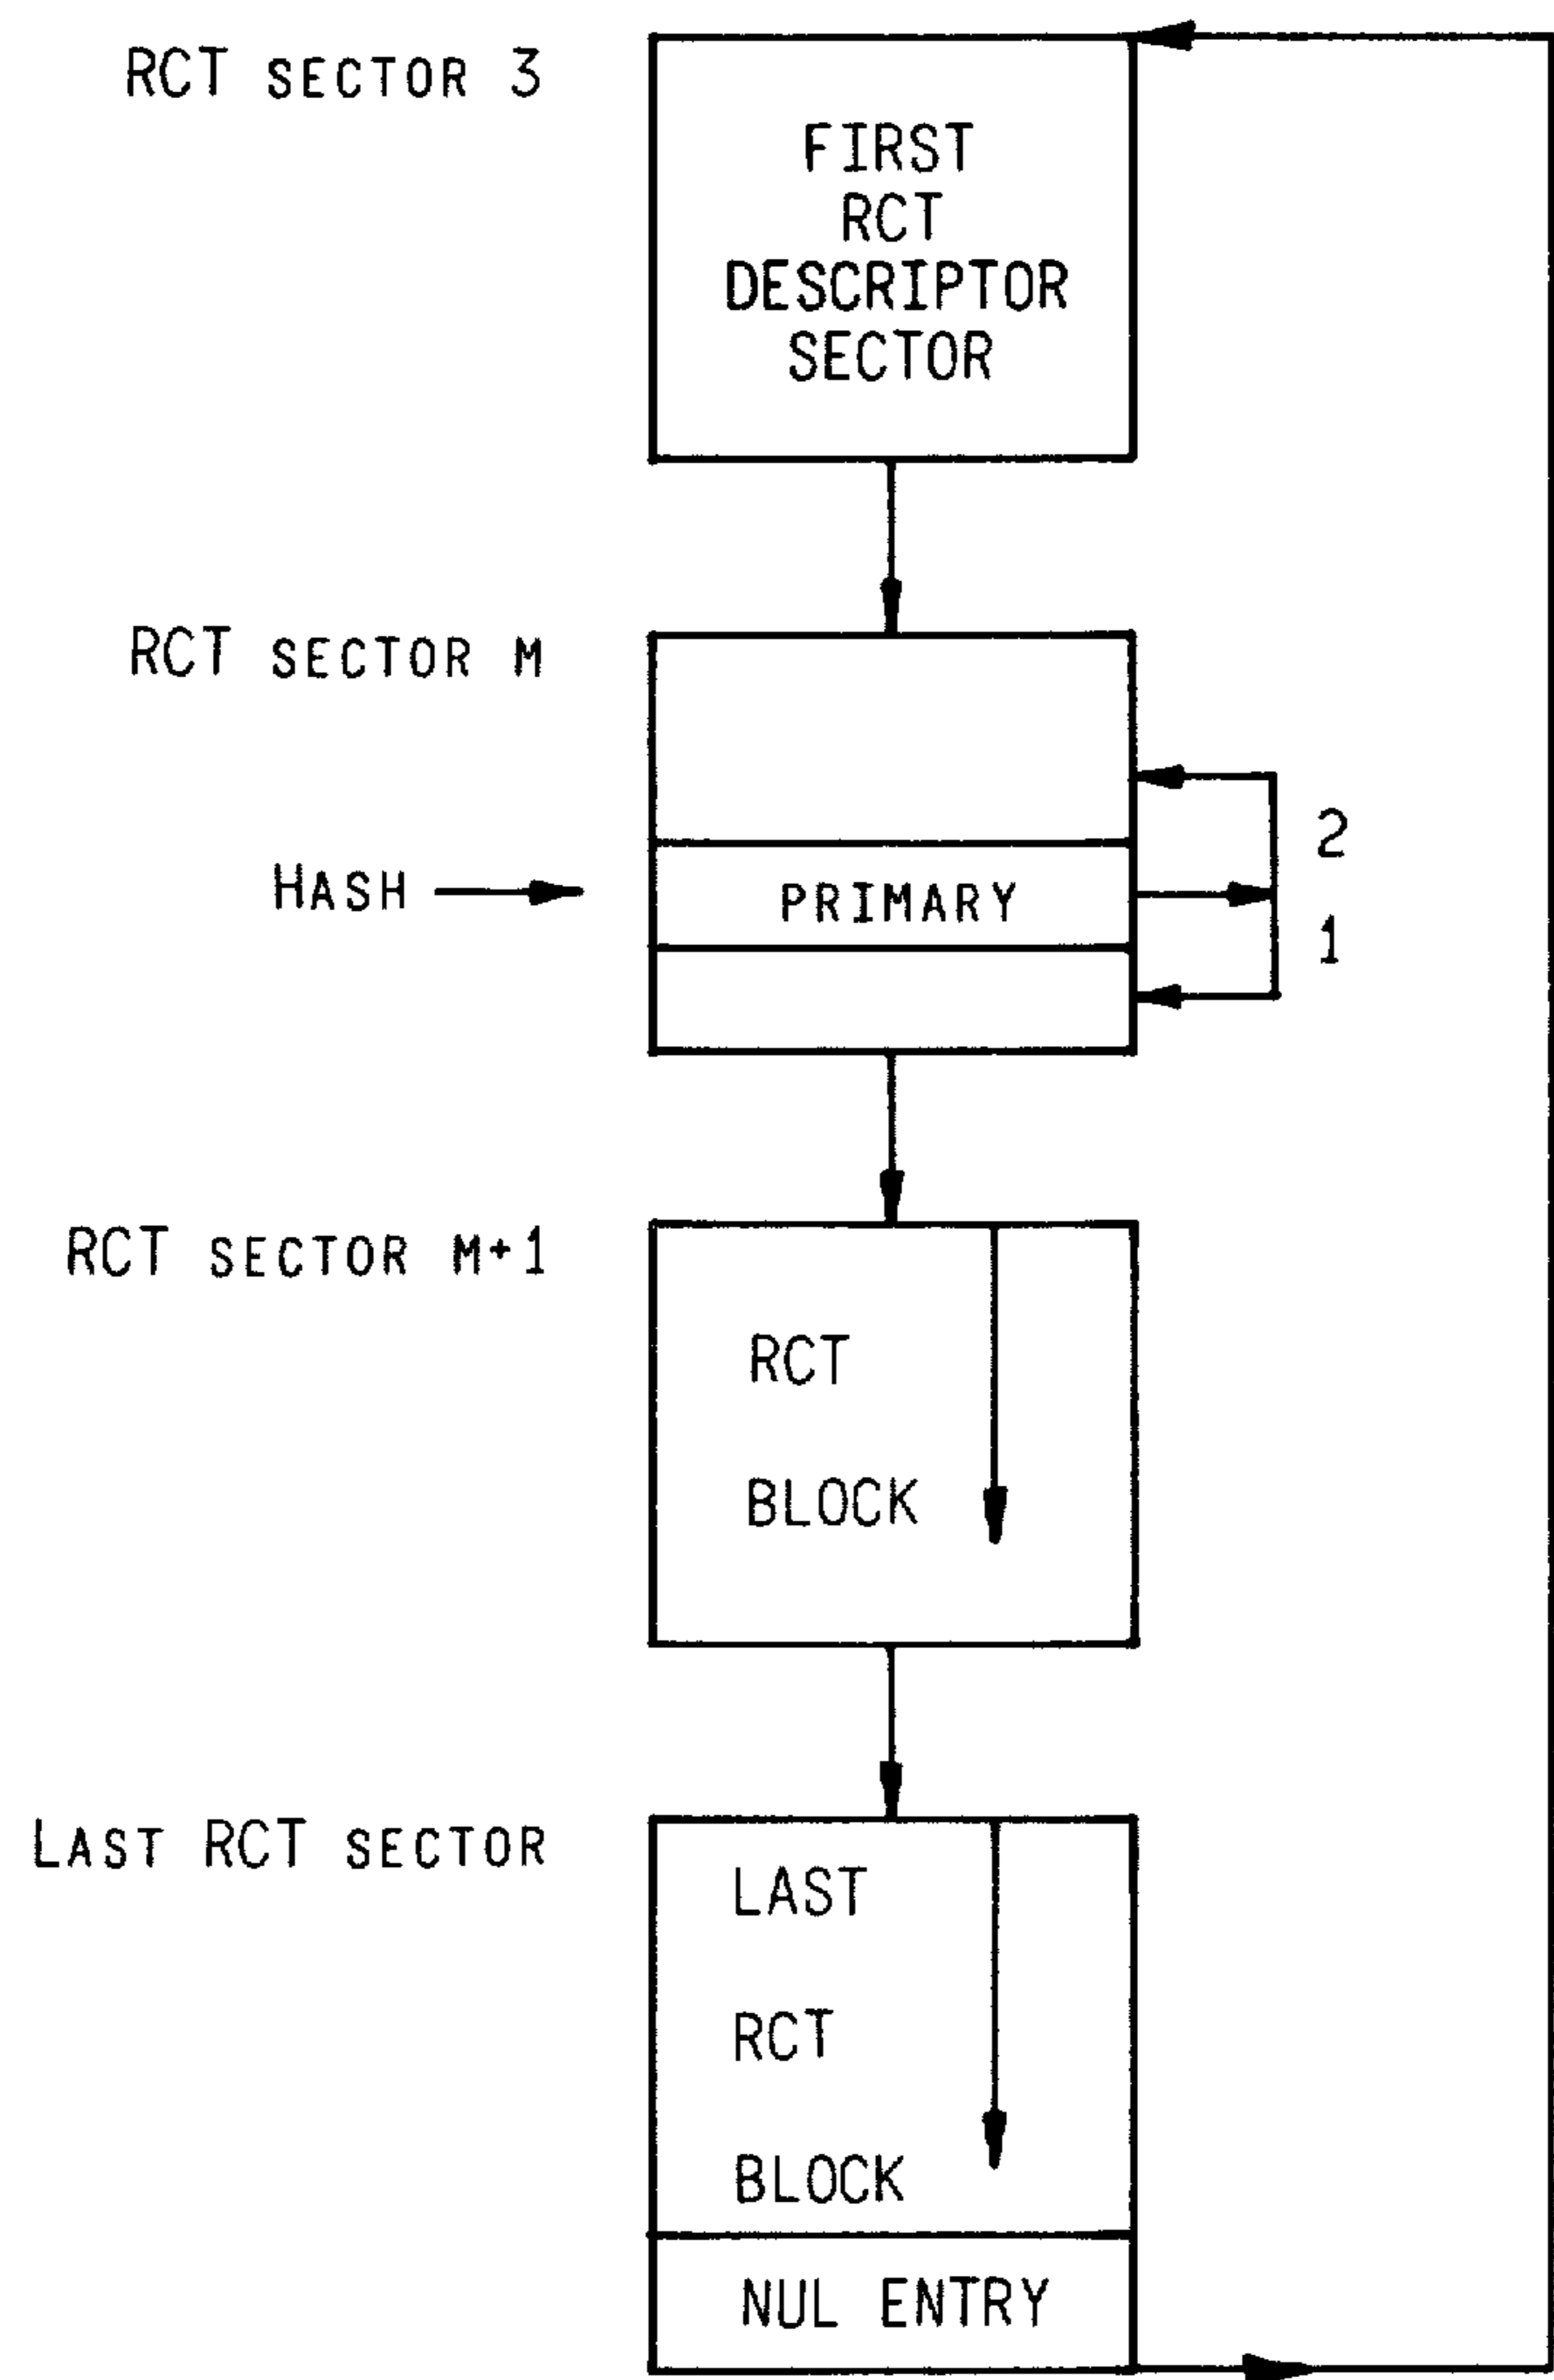 RCT SECTOR 3
FIRST
RCT
DESCRIPTOR
SECTOR
RCT SECTOR M
2
HASH
PRIMARY
1
RCT SECTOR M+1
RCT
BLOCK
LAST RCT SECTOR
LAST
RCT
BLOCK
NUL ENTRY